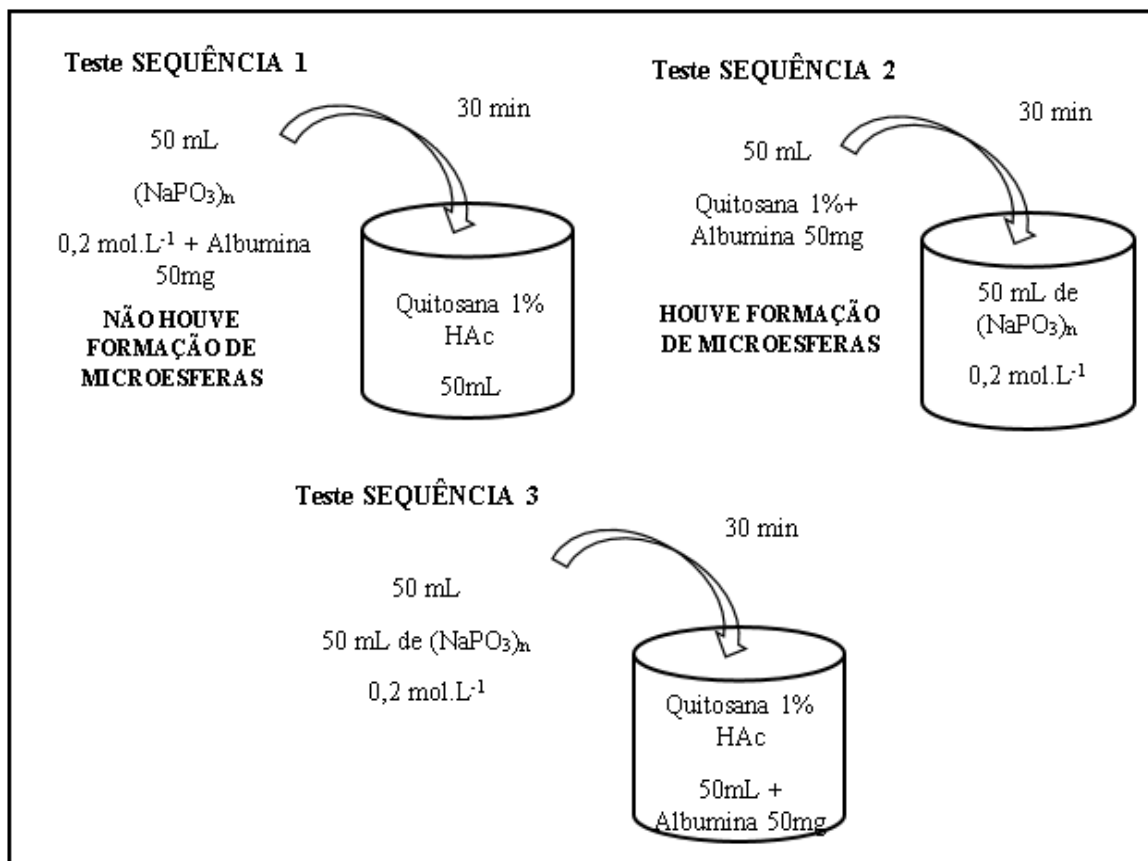 Teste SEQUÊNCIA 1
30 min
50 mL
(NaPO₃)ₙ
0,2 mol.L⁻¹ + Albumina
50mg
NÃO HOUVE
FORMAÇÃO DE
MICROESFERAS
Quitosana 1%
HAc
50mL
Teste SEQUÊNCIA 2
30 min
50 mL
Quitosana 1%+
Albumina 50mg
HOUVE FORMAÇÃO
DE MICROESFERAS
50 mL de
(NaPO₃)ₙ
0,2 mol.L⁻¹
Teste SEQUÊNCIA 3
30 min
50 mL
50 mL de (NaPO₃)ₙ
0,2 mol.L⁻¹
Quitosana 1%
HAc
50mL +
Albumina 50mg